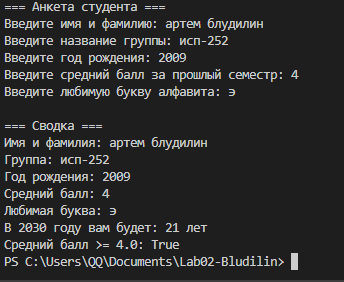 === Анкета студента ===
Введите имя и фамилию: артем блудилин
Введите название группы: исп-252
Введите год рождения: 2009
Введите средний балл за прошлый семестр: 4
Введите любимую букву алфавита: э

=== Сводка ===
Имя и фамилия: артем блудилин
Группа: исп-252
Год рождения: 2009
Средний балл: 4
Любимая буква: э
В 2030 году вам будет: 21 лет
Средний балл >= 4.0: True
PS C:\Users\QQ\Documents\Lab02-Bludilin>